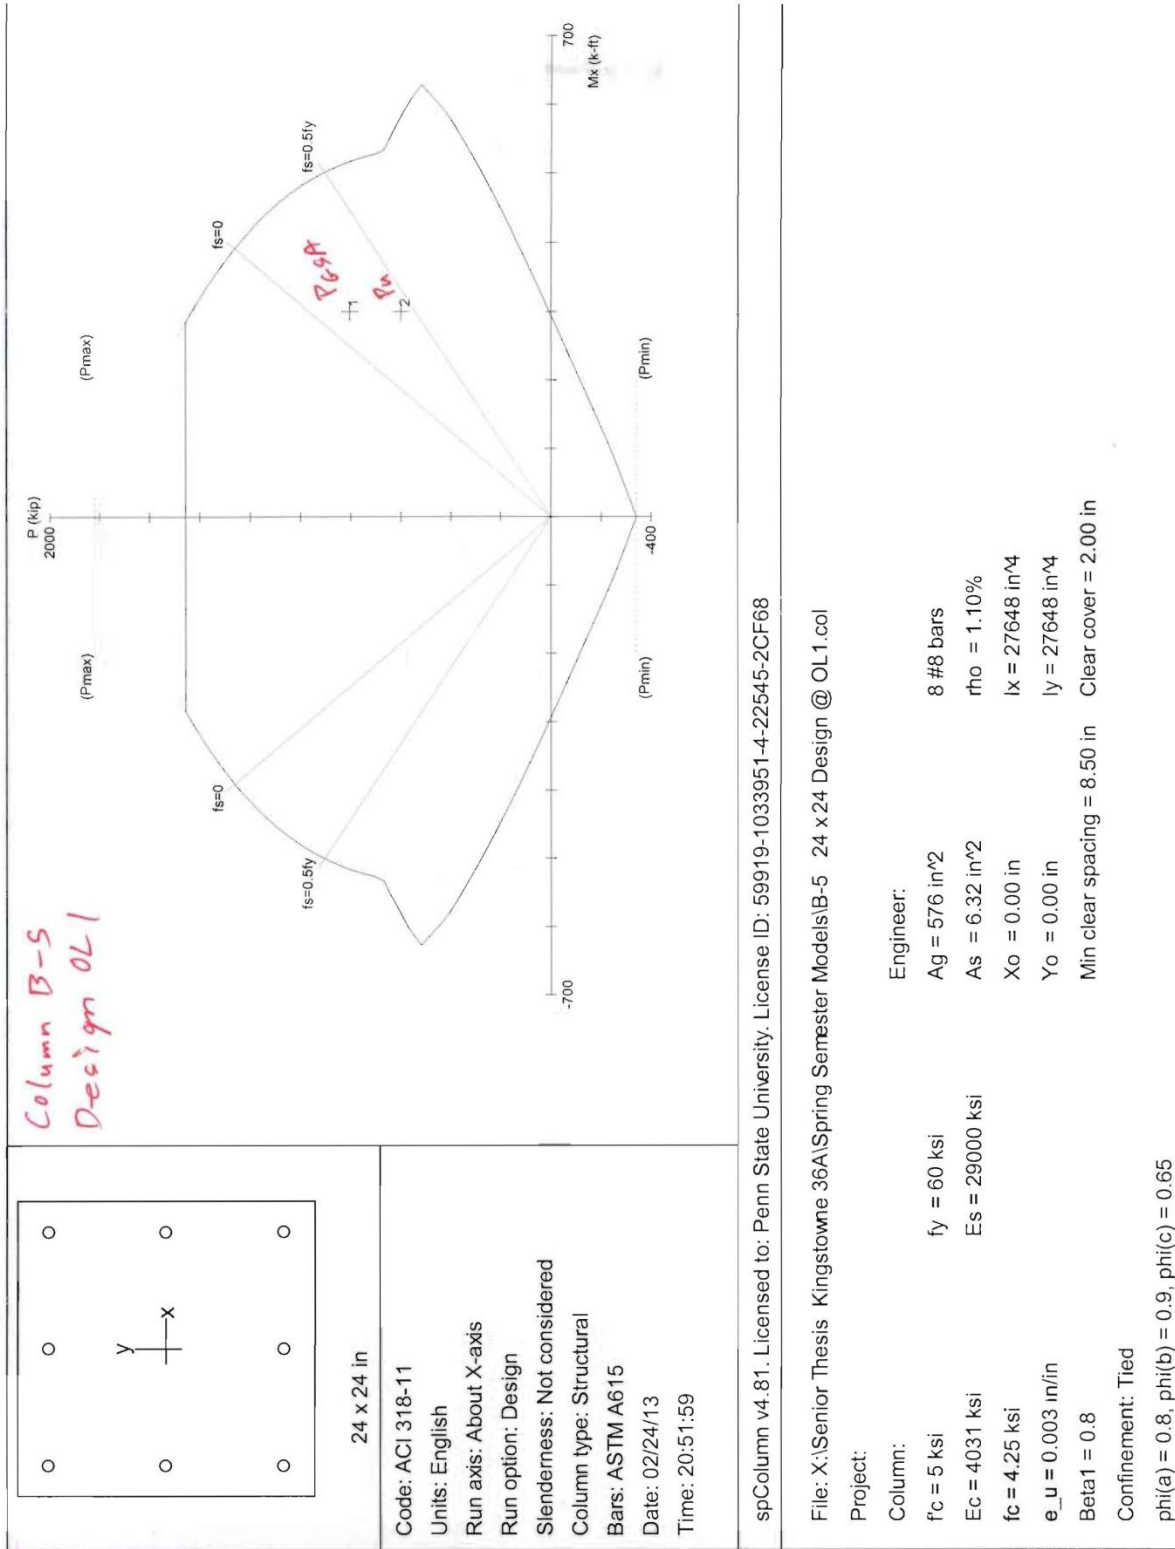 Column B-5
Design OL1
y
x
24 x 24 in
Code: ACI 318-11
Units: English
Run axis: About X-axis
Run option: Design
Slenderness: Not considered
Column type: Structural
Bars: ASTM A615
Date: 02/24/13
Time: 20:51:59
P (kip)
2000
(Pmax)
(Pmax)
fs=0
fs=0
fs=0.5fy
fs=0.5fy
1
2
-700
700
Mx (k-ft)
(Pmin)
(Pmin)
-400
spColumn v4.81. Licensed to: Penn State University. License ID: 59919-1033951-4-22545-2CF68
File: X:\Senior Thesis Kingstowne 36A\Spring Semester Models\B-5 24 x 24 Design @ OL1.col
Project:
Column: Engineer:
f'c = 5 ksi fy = 60 ksi Ag = 576 in^2 8 #8 bars
Ec = 4031 ksi Es = 29000 ksi As = 6.32 in^2 rho = 1.10%
fc = 4.25 ksi Xo = 0.00 in Ix = 27648 in^4
e_u = 0.003 in/in Yo = 0.00 in Iy = 27648 in^4
Beta1 = 0.8 Min clear spacing = 8.50 in Clear cover = 2.00 in
Confinement: Tied
phi(a) = 0.8, phi(b) = 0.9, phi(c) = 0.65